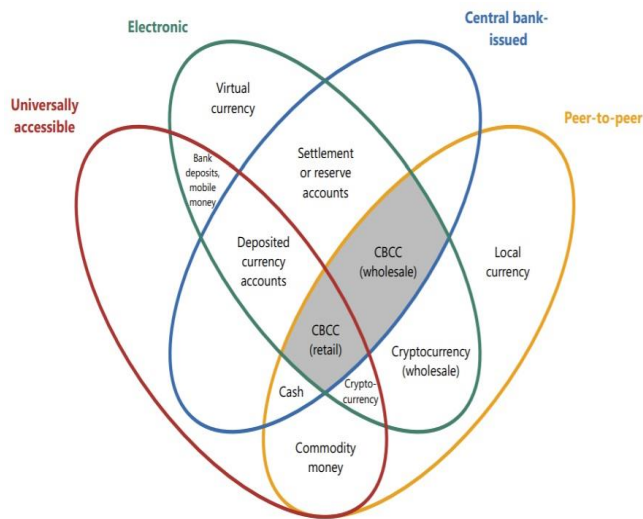 Electronic
Central bank-
issued
Universally
accessible
Peer-to-peer
Virtual
currency
Bank
deposits,
mobile
money
Settlement
or reserve
accounts
Deposited
currency
accounts
CBCC
(wholesale)
Local
currency
CBCC
(retail)
Cryptocurrency
(wholesale)
Cash
Crypto-
currency
Commodity
money